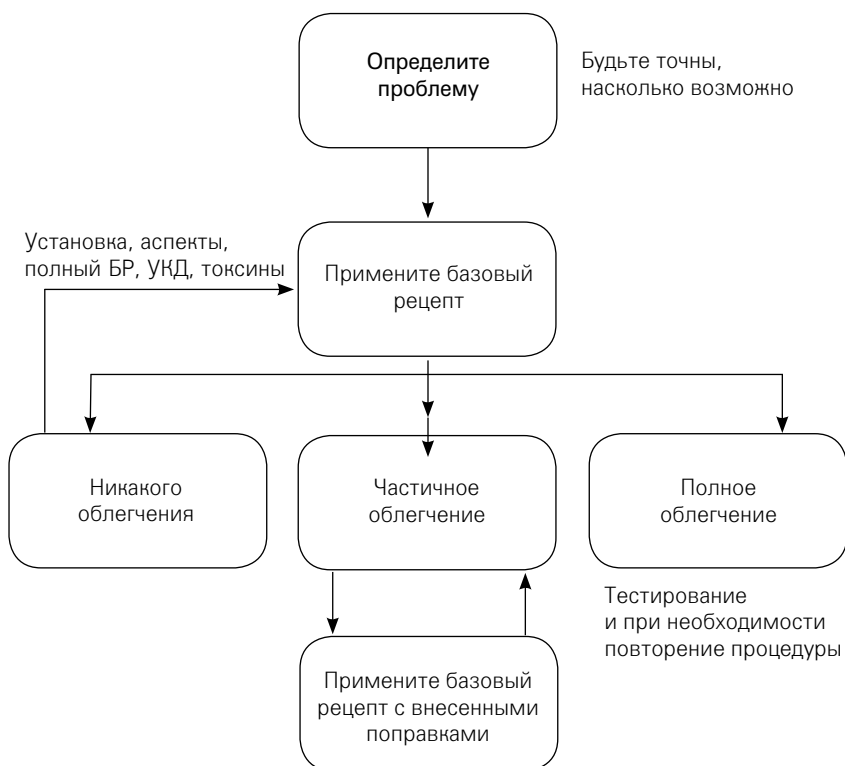 Определите
проблему
Будьте точны,
насколько возможно
Установка, аспекты,
полный БР, УКД, токсины
Примените базовый
рецепт
Никакого
облегчения
Частичное
облегчение
Полное
облегчение
Тестирование
и при необходимости
повторение процедуры
Примените базовый
рецепт с внесенными
поправками